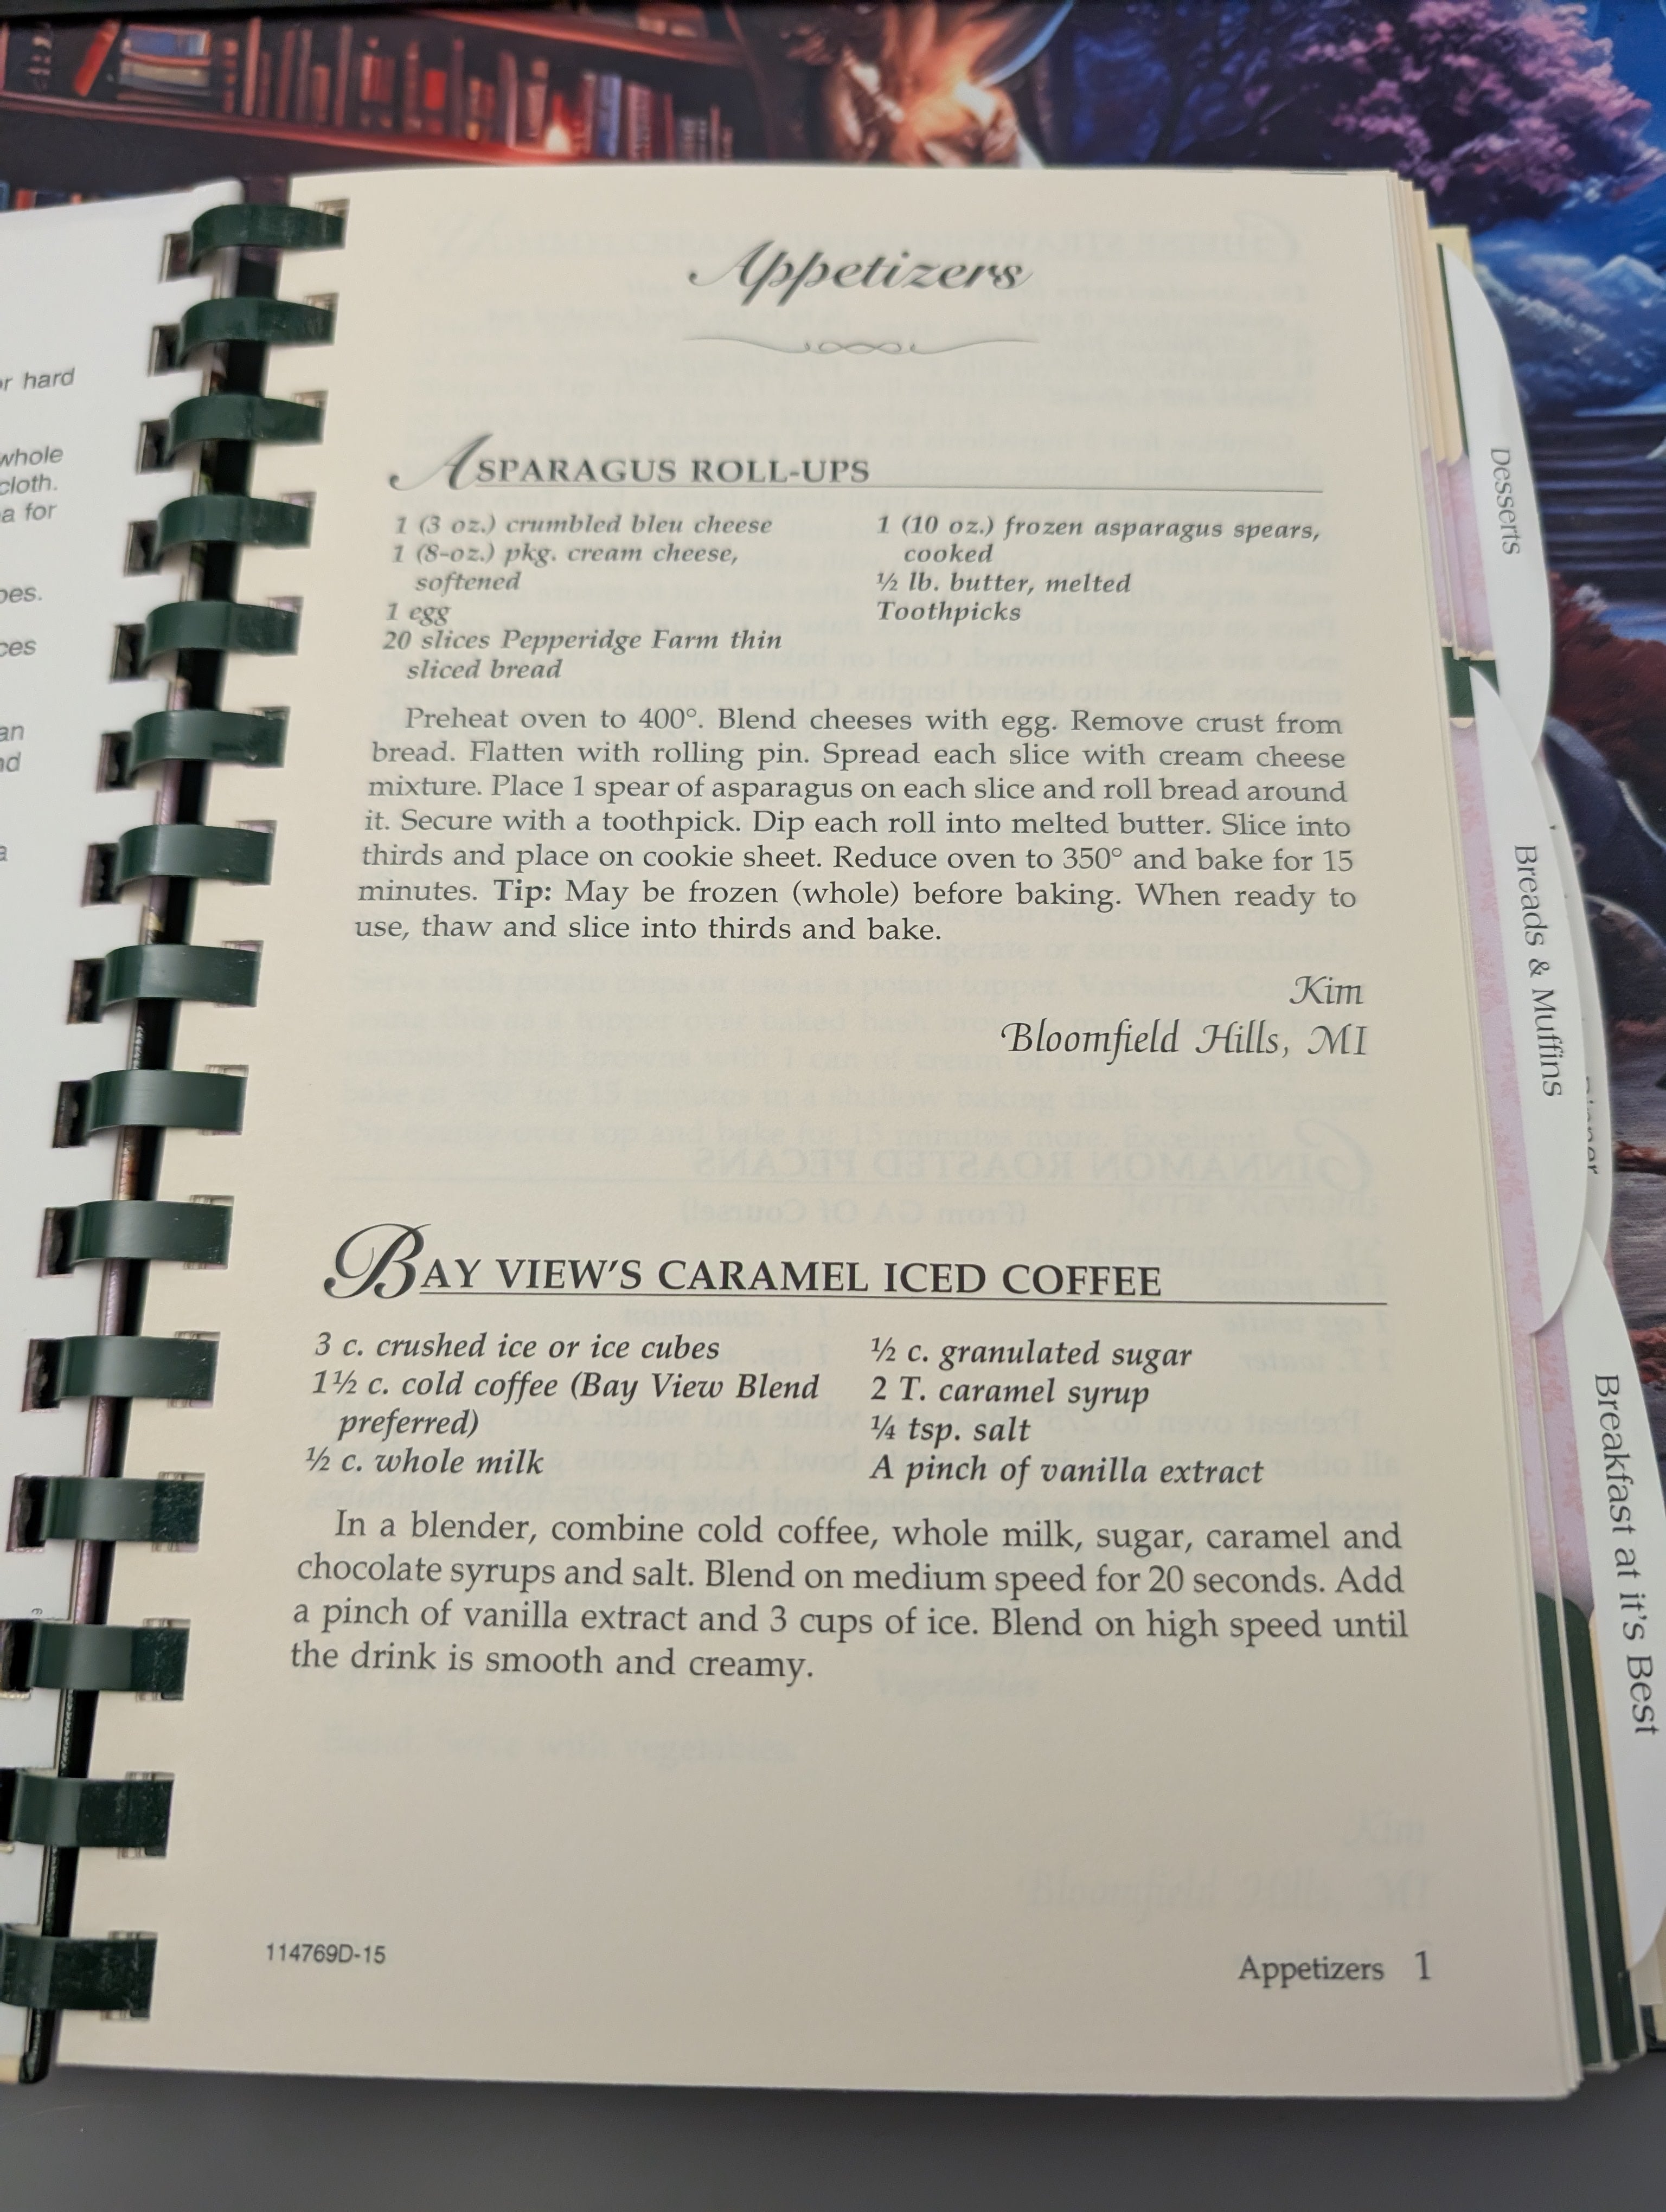 or hard
whole
cloth.
a for
oes.
ces
an
nd
a
Appetizers
ASPARAGUS ROLL-UPS
1 (3 oz.) crumbled bleu cheese
1 (8-oz.) pkg. cream cheese,
softened
1 egg
20 slices Pepperidge Farm thin
sliced bread
1 (10 oz.) frozen asparagus spears,
cooked
½ lb. butter, melted
Toothpicks
Preheat oven to 400°. Blend cheeses with egg. Remove crust from
bread. Flatten with rolling pin. Spread each slice with cream cheese
mixture. Place 1 spear of asparagus on each slice and roll bread around
it. Secure with a toothpick. Dip each roll into melted butter. Slice into
thirds and place on cookie sheet. Reduce oven to 350° and bake for 15
minutes. Tip: May be frozen (whole) before baking. When ready to
use, thaw and slice into thirds and bake.
Kim
Bloomfield Hills, MI
BAY VIEW'S CARAMEL ICED COFFEE
3 c. crushed ice or ice cubes
1½ c. cold coffee (Bay View Blend
preferred)
½ c. whole milk
½ c. granulated sugar
2 T. caramel syrup
¼ tsp. salt
A pinch of vanilla extract
In a blender, combine cold coffee, whole milk, sugar, caramel and
chocolate syrups and salt. Blend on medium speed for 20 seconds. Add
a pinch of vanilla extract and 3 cups of ice. Blend on high speed until
the drink is smooth and creamy.
114769D-15
Appetizers 1
Desserts
Breads & Muffins
Breakfast at it's Best